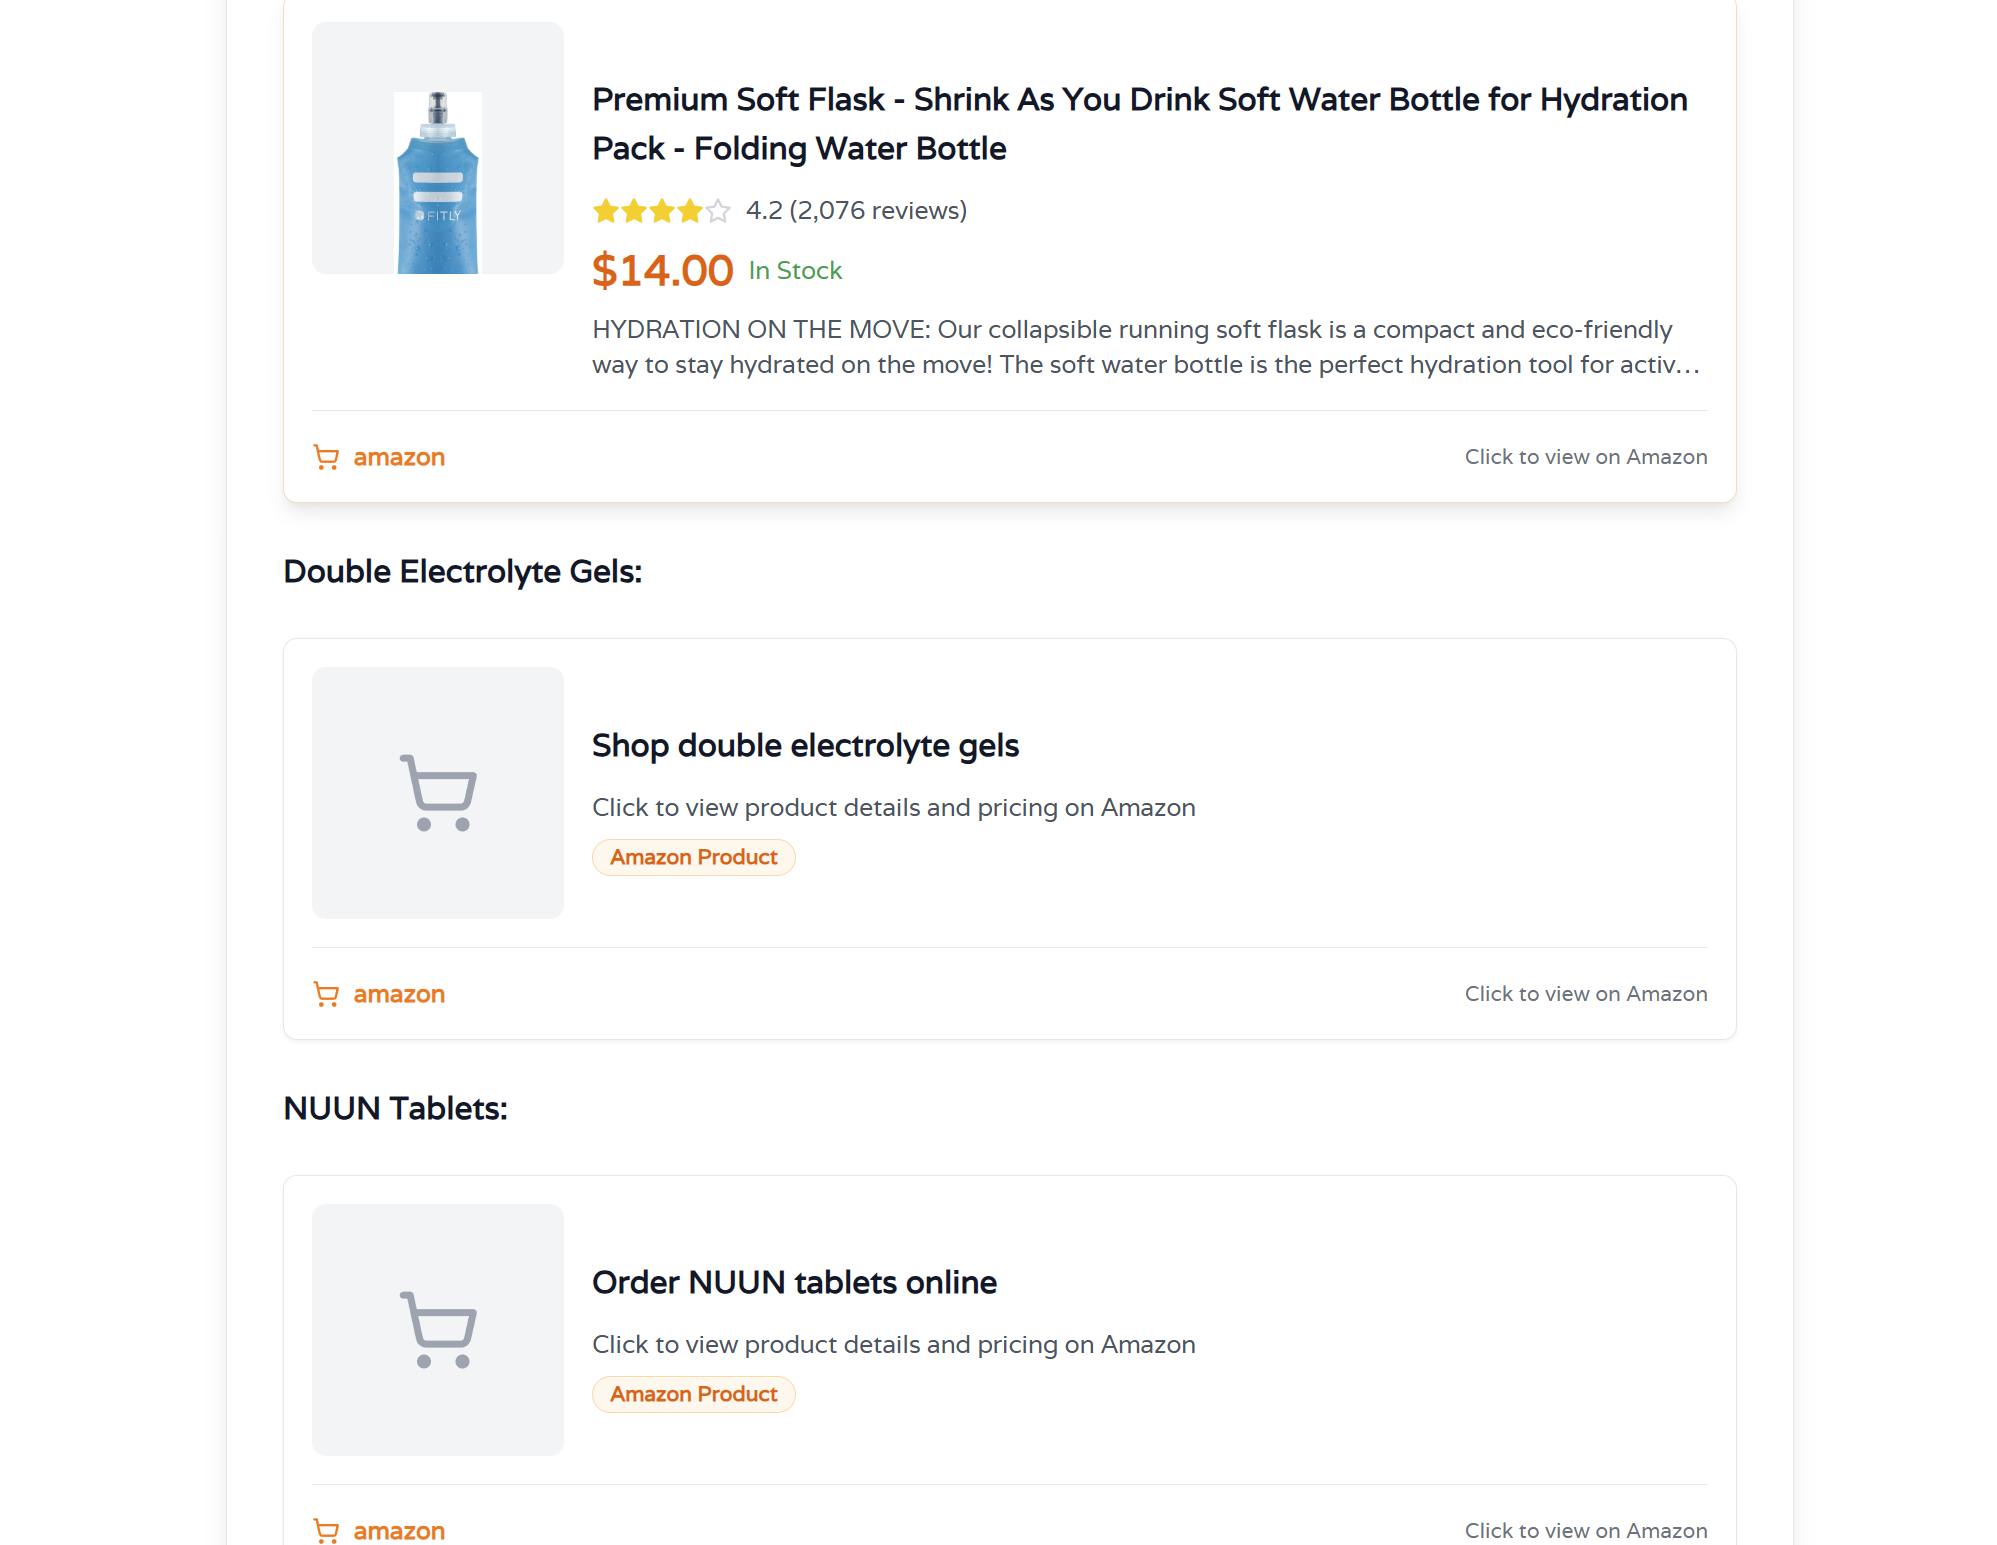 FITLY
Premium Soft Flask - Shrink As You Drink Soft Water Bottle for Hydration
Pack - Folding Water Bottle
4.2 (2,076 reviews)
$14.00 In Stock
HYDRATION ON THE MOVE: Our collapsible running soft flask is a compact and eco-friendly
way to stay hydrated on the move! The soft water bottle is the perfect hydration tool for activ...
amazon Click to view on Amazon
Double Electrolyte Gels:
Shop double electrolyte gels
Click to view product details and pricing on Amazon
Amazon Product
amazon Click to view on Amazon
NUUN Tablets:
Order NUUN tablets online
Click to view product details and pricing on Amazon
Amazon Product
amazon Click to view on Amazon